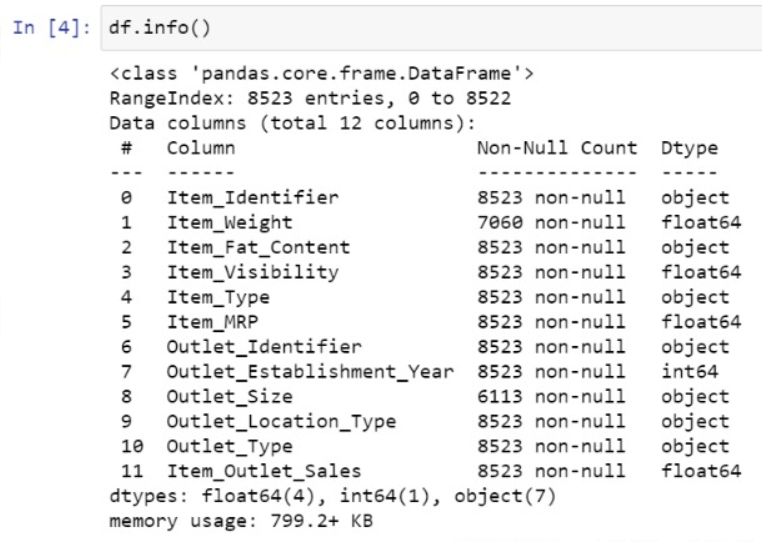 In [4]: df.info()
<class 'pandas.core.frame.DataFrame'>
RangeIndex: 8523 entries, 0 to 8522
Data columns (total 12 columns):
 #   Column                     Non-Null Count  Dtype
---  ------                     --------------  -----
 0   Item_Identifier            8523 non-null   object
 1   Item_Weight                7060 non-null   float64
 2   Item_Fat_Content           8523 non-null   object
 3   Item_Visibility            8523 non-null   float64
 4   Item_Type                  8523 non-null   object
 5   Item_MRP                   8523 non-null   float64
 6   Outlet_Identifier          8523 non-null   object
 7   Outlet_Establishment_Year  8523 non-null   int64
 8   Outlet_Size                6113 non-null   object
 9   Outlet_Location_Type       8523 non-null   object
 10  Outlet_Type                8523 non-null   object
 11  Item_Outlet_Sales          8523 non-null   float64
dtypes: float64(4), int64(1), object(7)
memory usage: 799.2+ KB